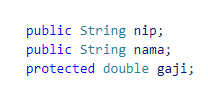 public String nip;
public String nama;
protected double gaji;